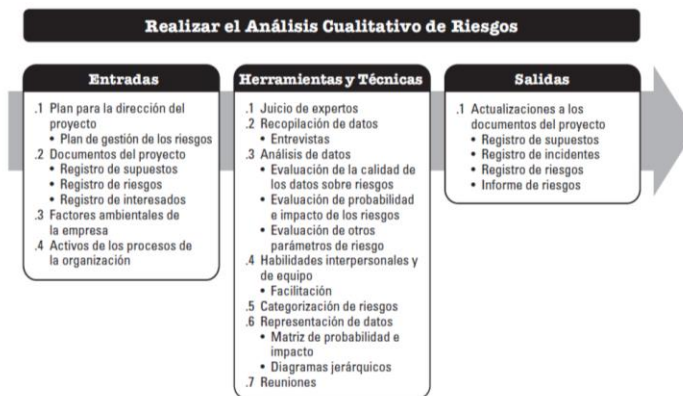 Realizar el Análisis Cualitativo de Riesgos
Entradas
.1 Plan para la dirección del
proyecto
• Plan de gestión de los riesgos
.2 Documentos del proyecto
• Registro de supuestos
• Registro de riesgos
• Registro de interesados
.3 Factores ambientales de
la empresa
.4 Activos de los procesos de
la organización
Herramientas y Técnicas
.1 Juicio de expertos
.2 Recopilación de datos
• Entrevistas
.3 Análisis de datos
• Evaluación de la calidad de
los datos sobre riesgos
• Evaluación de probabilidad
e impacto de los riesgos
• Evaluación de otros
parámetros de riesgo
.4 Habilidades interpersonales y
de equipo
• Facilitación
.5 Categorización de riesgos
.6 Representación de datos
• Matriz de probabilidad e
impacto
• Diagramas jerárquicos
.7 Reuniones
Salidas
.1 Actualizaciones a los
documentos del proyecto
• Registro de supuestos
• Registro de incidentes
• Registro de riesgos
• Informe de riesgos